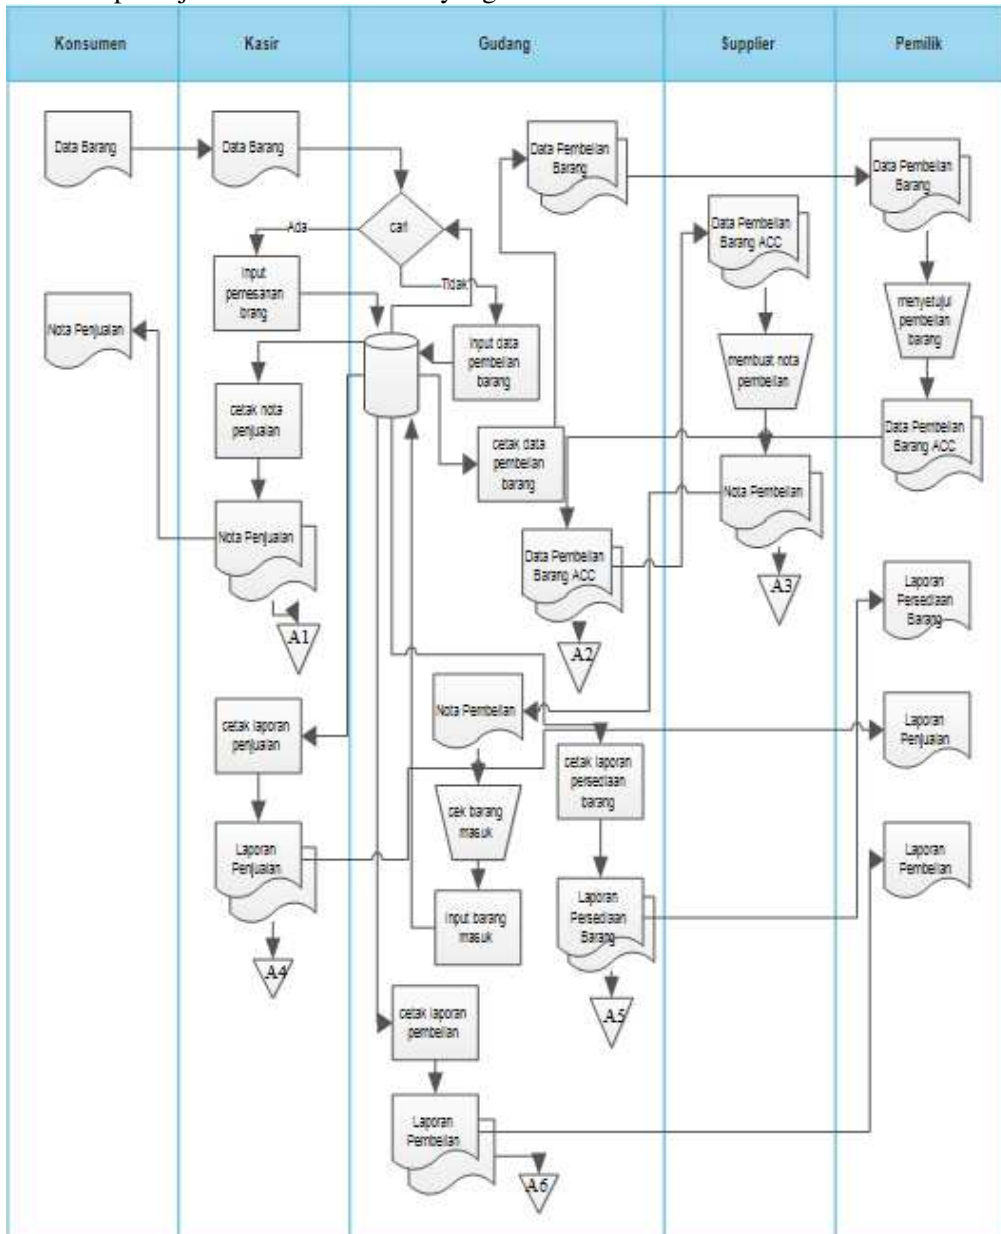 yang
Konsumen
Kasir
Gudang
Supplier
Pemilik
Data Barang
Data Barang
cari
Ada
Tidak
Input
pemesanan
brang
Nota Penjualan
Input data
pembelian
barang
cetak nota
penjualan
cetak data
pembelian
barang
Nota Penjualan
A1
Data Pembelian
Barang
Data Pembelian
Barang
Data Pembelian
Barang ACC
menyetujui
pembelian
barang
membuat nota
pembelian
Data Pembelian
Barang ACC
Nota Pembelian
A3
Data Pembelian
Barang ACC
A2
Laporan
Persediaan
Barang
Nota Pembelian
cetak laporan
penjualan
cetak laporan
persediaan
barang
Laporan
Penjualan
cek barang
masuk
Laporan
Penjualan
A4
Laporan
Pembelian
Input barang
masuk
Laporan
Persediaan
Barang
A5
cetak laporan
pembelian
Laporan
Pembelian
A6